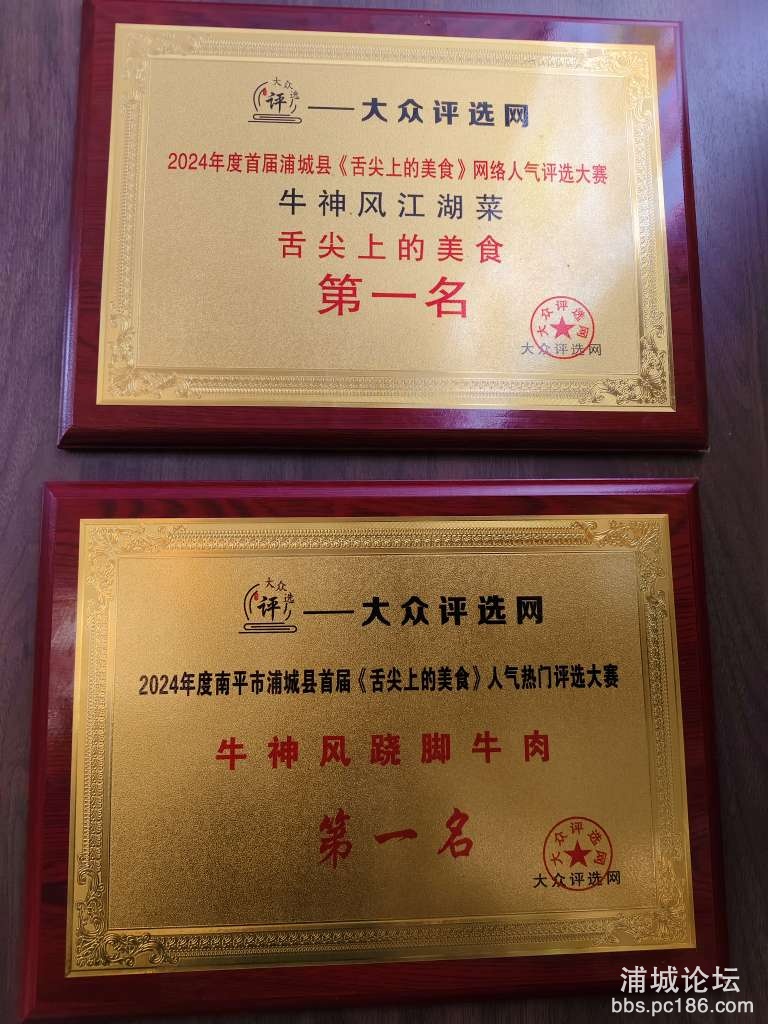 大众评选
——大众评选网
2024年度首届浦城县《舌尖上的美食》网络人气评选大赛
牛神风江湖菜
舌尖上的美食
第一名
大众评选网
大众评选网
大众评选
——大众评选网
2024年度南平市浦城县首届《舌尖上的美食》人气热门评选大赛
牛神风跷脚牛肉
第一名
大众评选网
大众评选网
浦城论坛
bbs.pc186.com